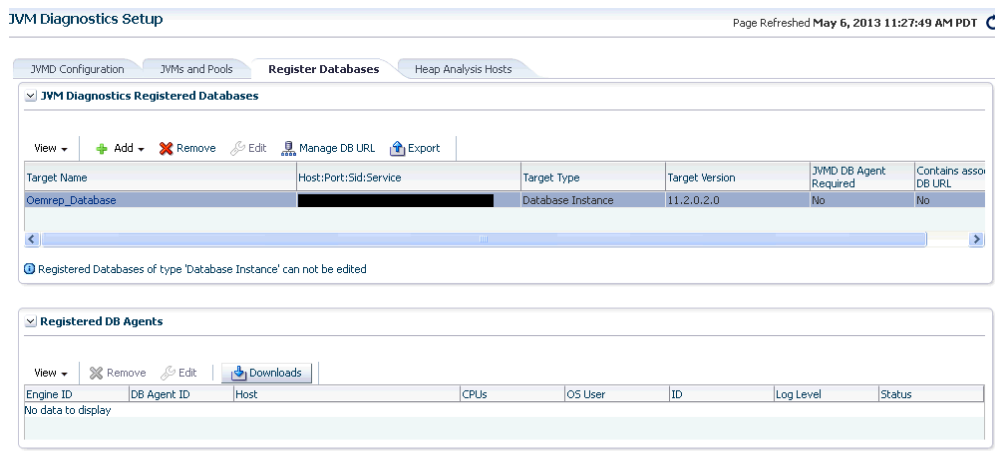 JVM Diagnostics Setup
Page Refreshed May 6, 2013 11:27:49 AM PDT
JVMD Configuration JVMs and Pools Register Databases Heap Analysis Hosts
JVM Diagnostics Registered Databases
View Add Remove Edit Manage DB URL Export
Target Name Host:Port:Sid:Service Target Type Target Version JVMD DB Agent Required Contains asso DB URL
Oemrep_Database Database Instance 11.2.0.2.0 No No
Registered Databases of type 'Database Instance' can not be edited
Registered DB Agents
View Remove Edit Downloads
Engine ID DB Agent ID Host CPUs OS User ID Log Level Status
No data to display